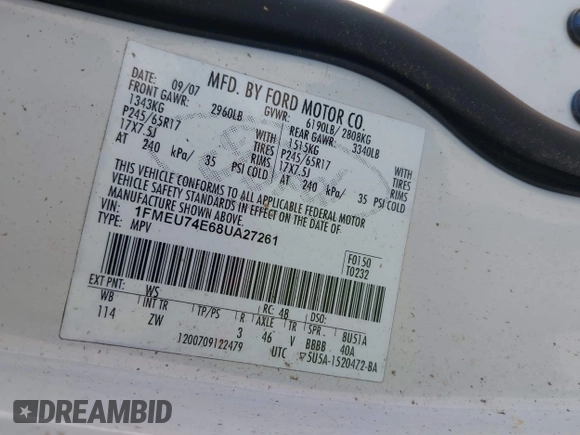 MFD. BY FORD MOTOR CO.
DATE: 09/07 GVWR: 6190LB/ 2808KG
FRONT GAWR: 2960LB REAR GAWR: 3340LB
1343KG WITH 1515KG WITH
P245/65R17 TIRES P245/65R17 TIRES
17X7.5J RIMS 17X7.5J RIMS
AT 240 kPa/ 35 PSI COLD AT 240 kPa/ 35 PSI COLD
THIS VEHICLE CONFORMS TO ALL APPLICABLE FEDERAL MOTOR
VEHICLE SAFETY STANDARDS IN EFFECT ON THE DATE OF
MANUFACTURE SHOWN ABOVE.
VIN: 1FMEU74E68UA27261
TYPE: MPV
F0150
T0232
EXT PNT: WS RC: 48 DSO:
WB INT TR TP/PS R AXLE TR SPR BU51A
114 ZW 3 46 V BBBB 40A
1200709122479 UTC 5U5A-1520472-BA
Ford
DREAMBID